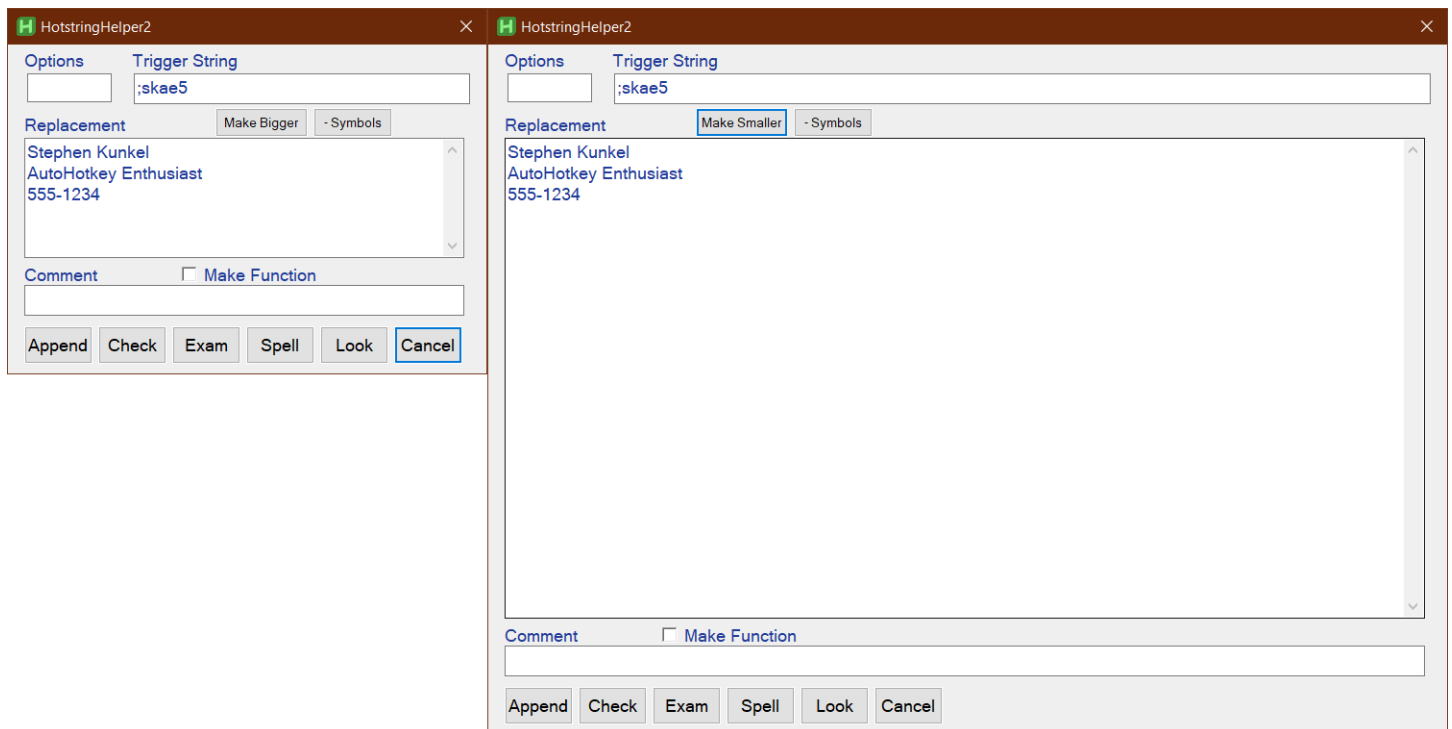 HotstringHelper2
Options Trigger String
;skae5
Replacement Make Bigger - Symbols
Stephen Kunkel
AutoHotkey Enthusiast
555-1234
Comment Make Function
Append Check Exam Spell Look Cancel
HotstringHelper2
Options Trigger String
;skae5
Replacement Make Smaller - Symbols
Stephen Kunkel
AutoHotkey Enthusiast
555-1234
Comment Make Function
Append Check Exam Spell Look Cancel